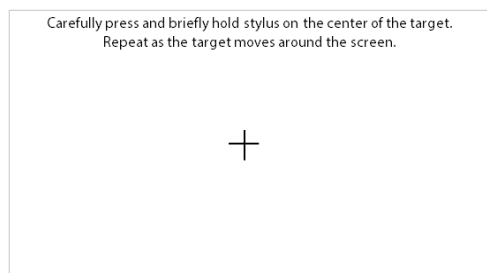 Carefully press and briefly hold stylus on the center of the target.
Repeat as the target moves around the screen.